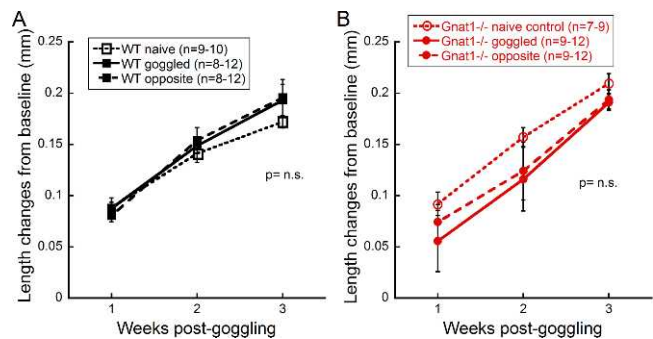 A
WT naive (n=9-10)
WT goggled (n=8-12)
WT opposite (n=8-12)
Length changes from baseline (mm)
0.25
0.2
0.15
0.1
0.05
0
p= n.s.
1 2 3
Weeks post-goggling
B
Gnat1-/- naive control (n=7-9)
Gnat1-/- goggled (n=9-12)
Gnat1-/- opposite (n=9-12)
Length changes from baseline (mm)
0.25
0.2
0.15
0.1
0.05
0
p= n.s.
1 2 3
Weeks post-goggling